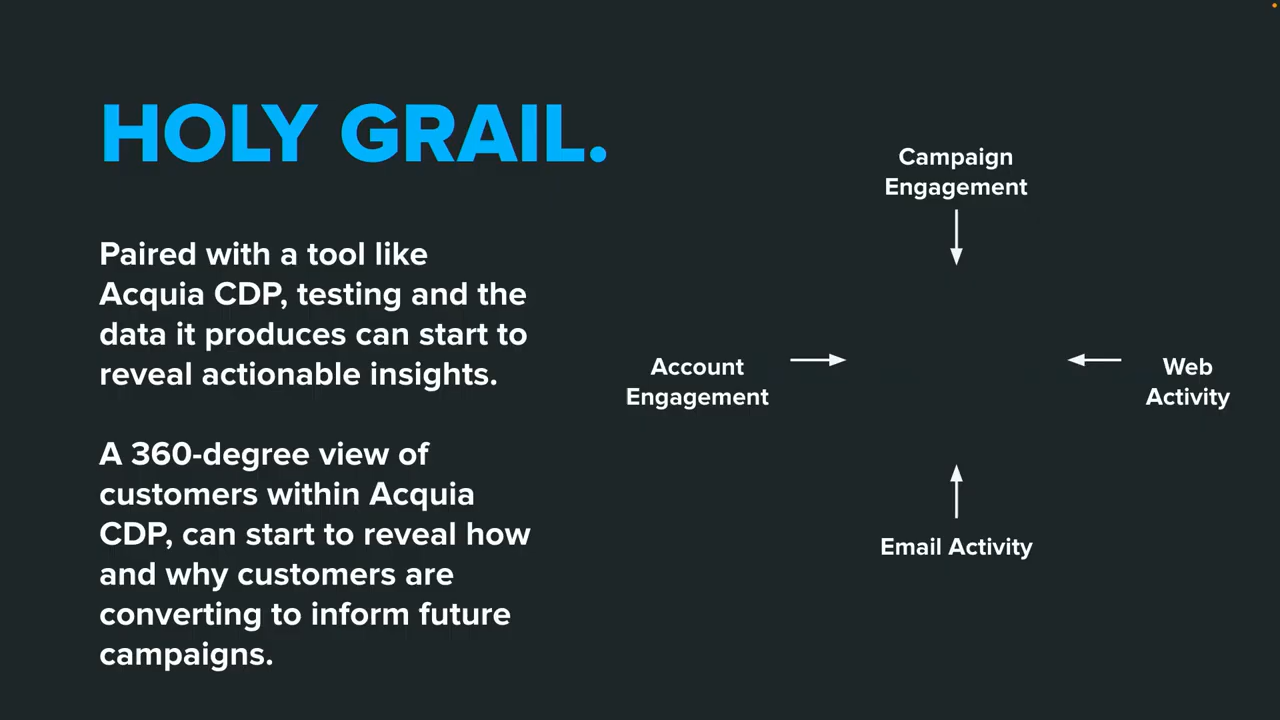 HOLY GRAIL.
Paired with a tool like
Acquia CDP, testing and the
data it produces can start to
reveal actionable insights.
A 360-degree view of
customers within Acquia
CDP, can start to reveal how
and why customers are
converting to inform future
campaigns.
Campaign
Engagement
Account
Engagement
Web
Activity
Email Activity